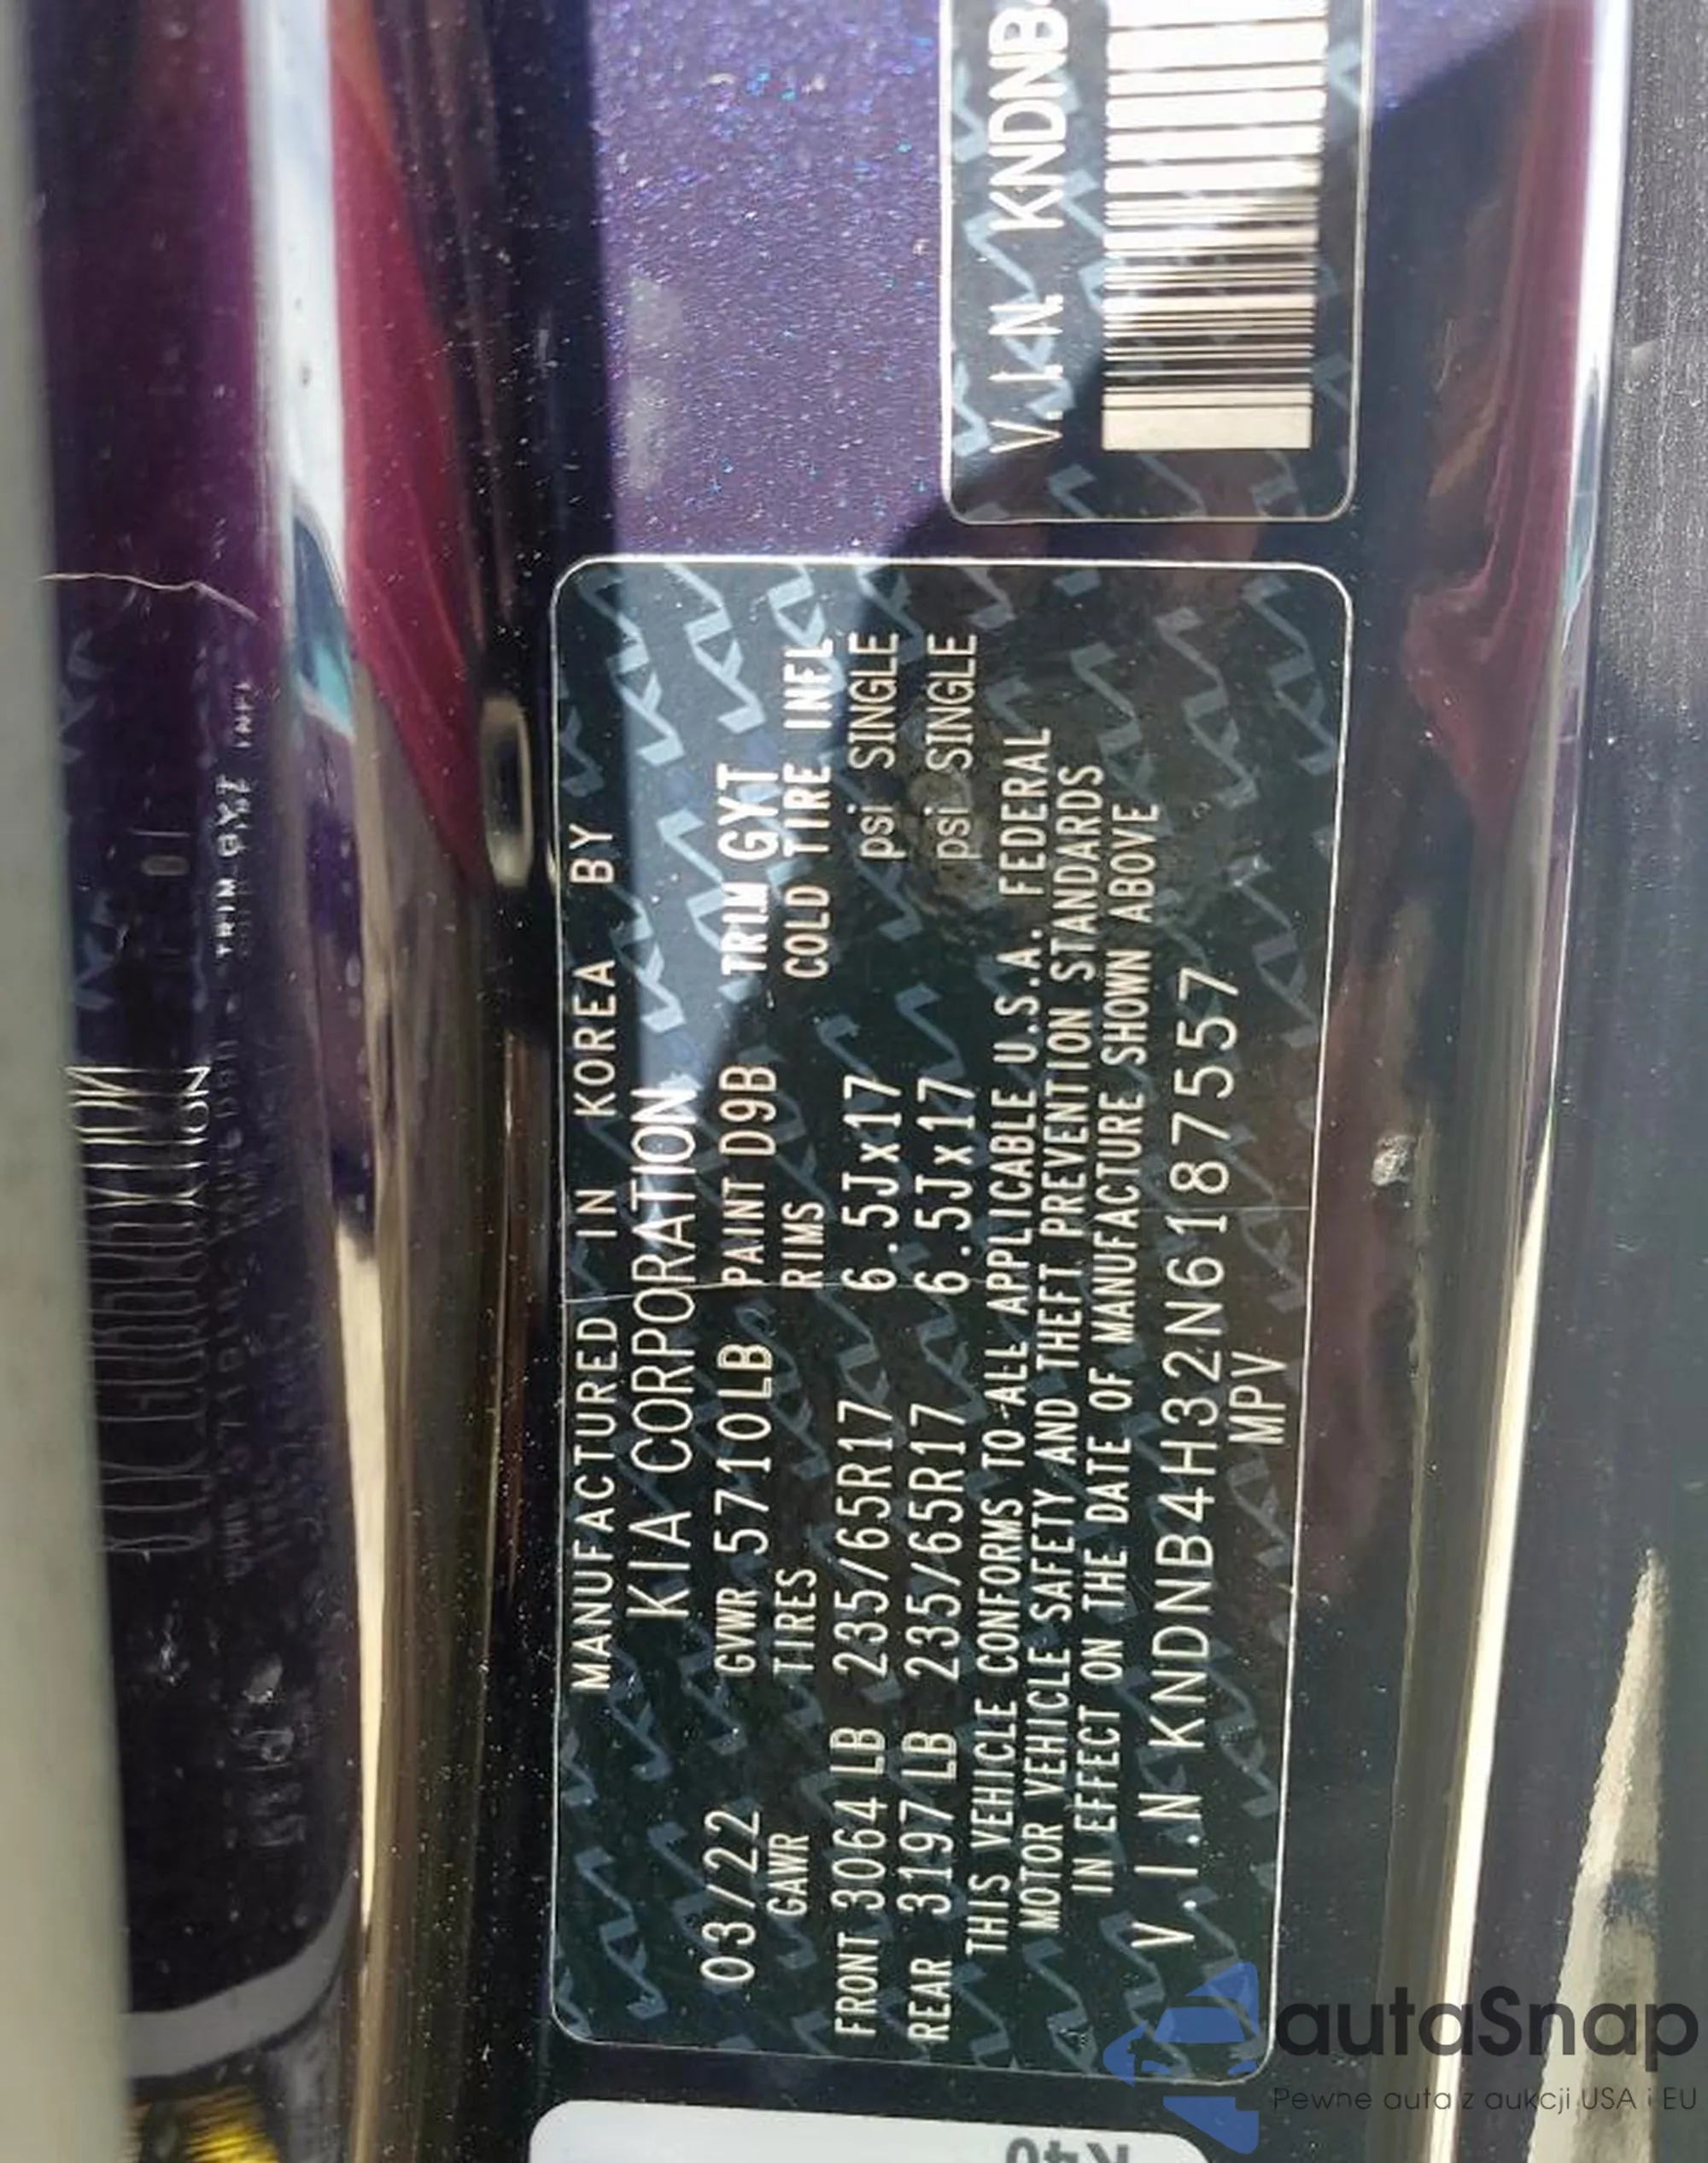 MANUFACTURED IN KOREA BY
KIA CORPORATION
03/22 GVWR 5710LB PAINT D9B TRIM GYT
GAWR TIRES RIMS COLD TIRE INFL
FRONT 3064 LB 235/65R17 6.5Jx17 psi SINGLE
REAR 3197 LB 235/65R17 6.5Jx17 psi SINGLE
THIS VEHICLE CONFORMS TO ALL APPLICABLE U.S.A. FEDERAL
MOTOR VEHICLE SAFETY AND THEFT PREVENTION STANDARDS
IN EFFECT ON THE DATE OF MANUFACTURE SHOWN ABOVE
V.I.N KNDNB4H32N6187557
MPV
V.I.N. KNDNB
autaSnap
Pewne auta z aukcji USA i EU